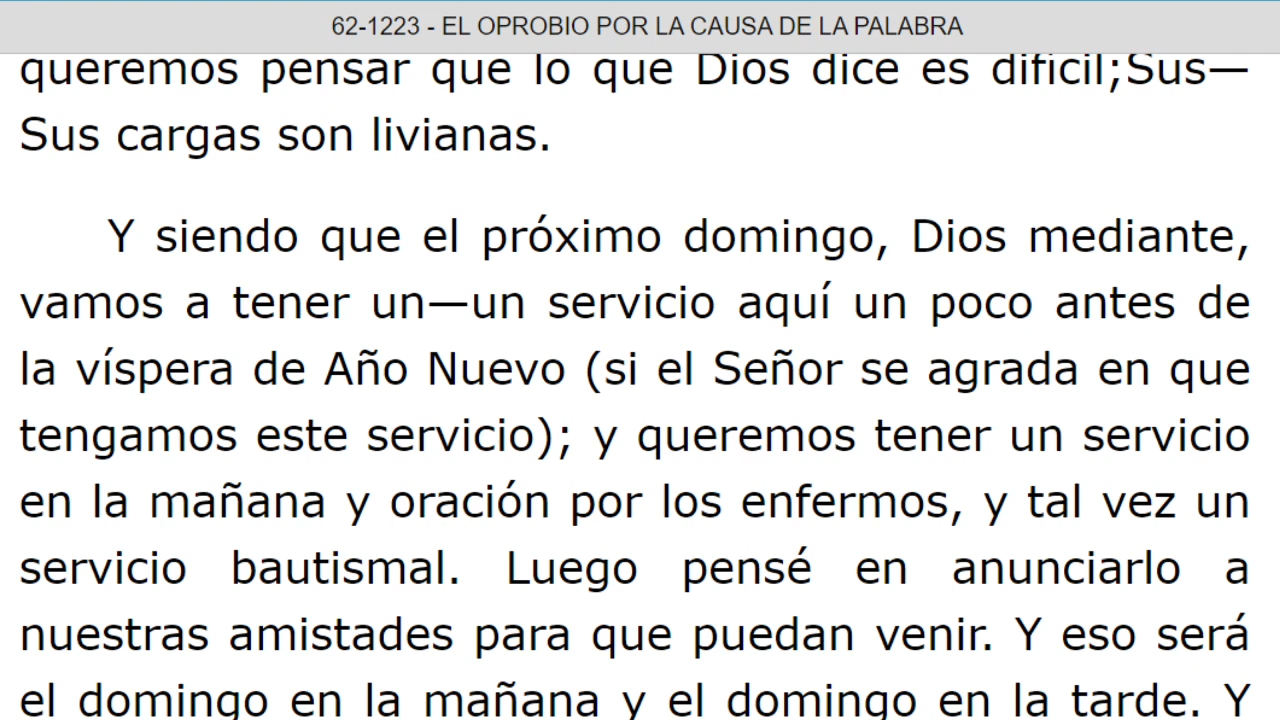 62-1223 - EL OPROBIO POR LA CAUSA DE LA PALABRA
queremos pensar que lo que Dios dice es difícil;Sus—
Sus cargas son livianas.
Y siendo que el próximo domingo, Dios mediante,
vamos a tener un—un servicio aquí un poco antes de
la víspera de Año Nuevo (si el Señor se agrada en que
tengamos este servicio); y queremos tener un servicio
en la mañana y oración por los enfermos, y tal vez un
servicio bautismal. Luego pensé en anunciarlo a
nuestras amistades para que puedan venir. Y eso será
el domingo en la mañana y el domingo en la tarde. Y